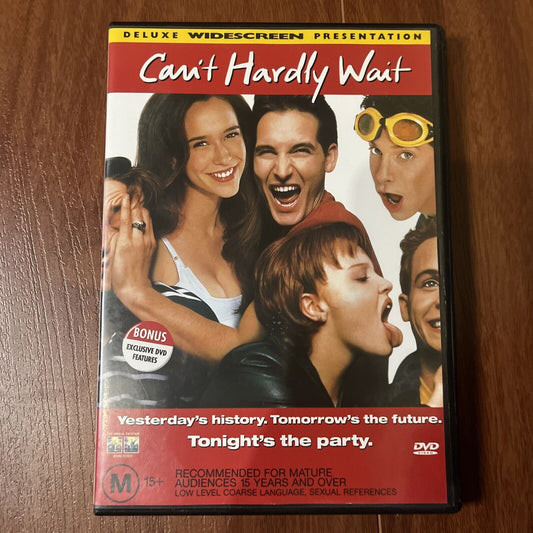 DELUXE WIDESCREEN PRESENTATION
Can't Hardly Wait
BONUS
EXCLUSIVE DVD
FEATURES
Yesterday's history. Tomorrow's the future.
Tonight's the party.
DVD
M 15+
RECOMMENDED FOR MATURE
AUDIENCES 15 YEARS AND OVER
LOW LEVEL COARSE LANGUAGE, SEXUAL REFERENCES